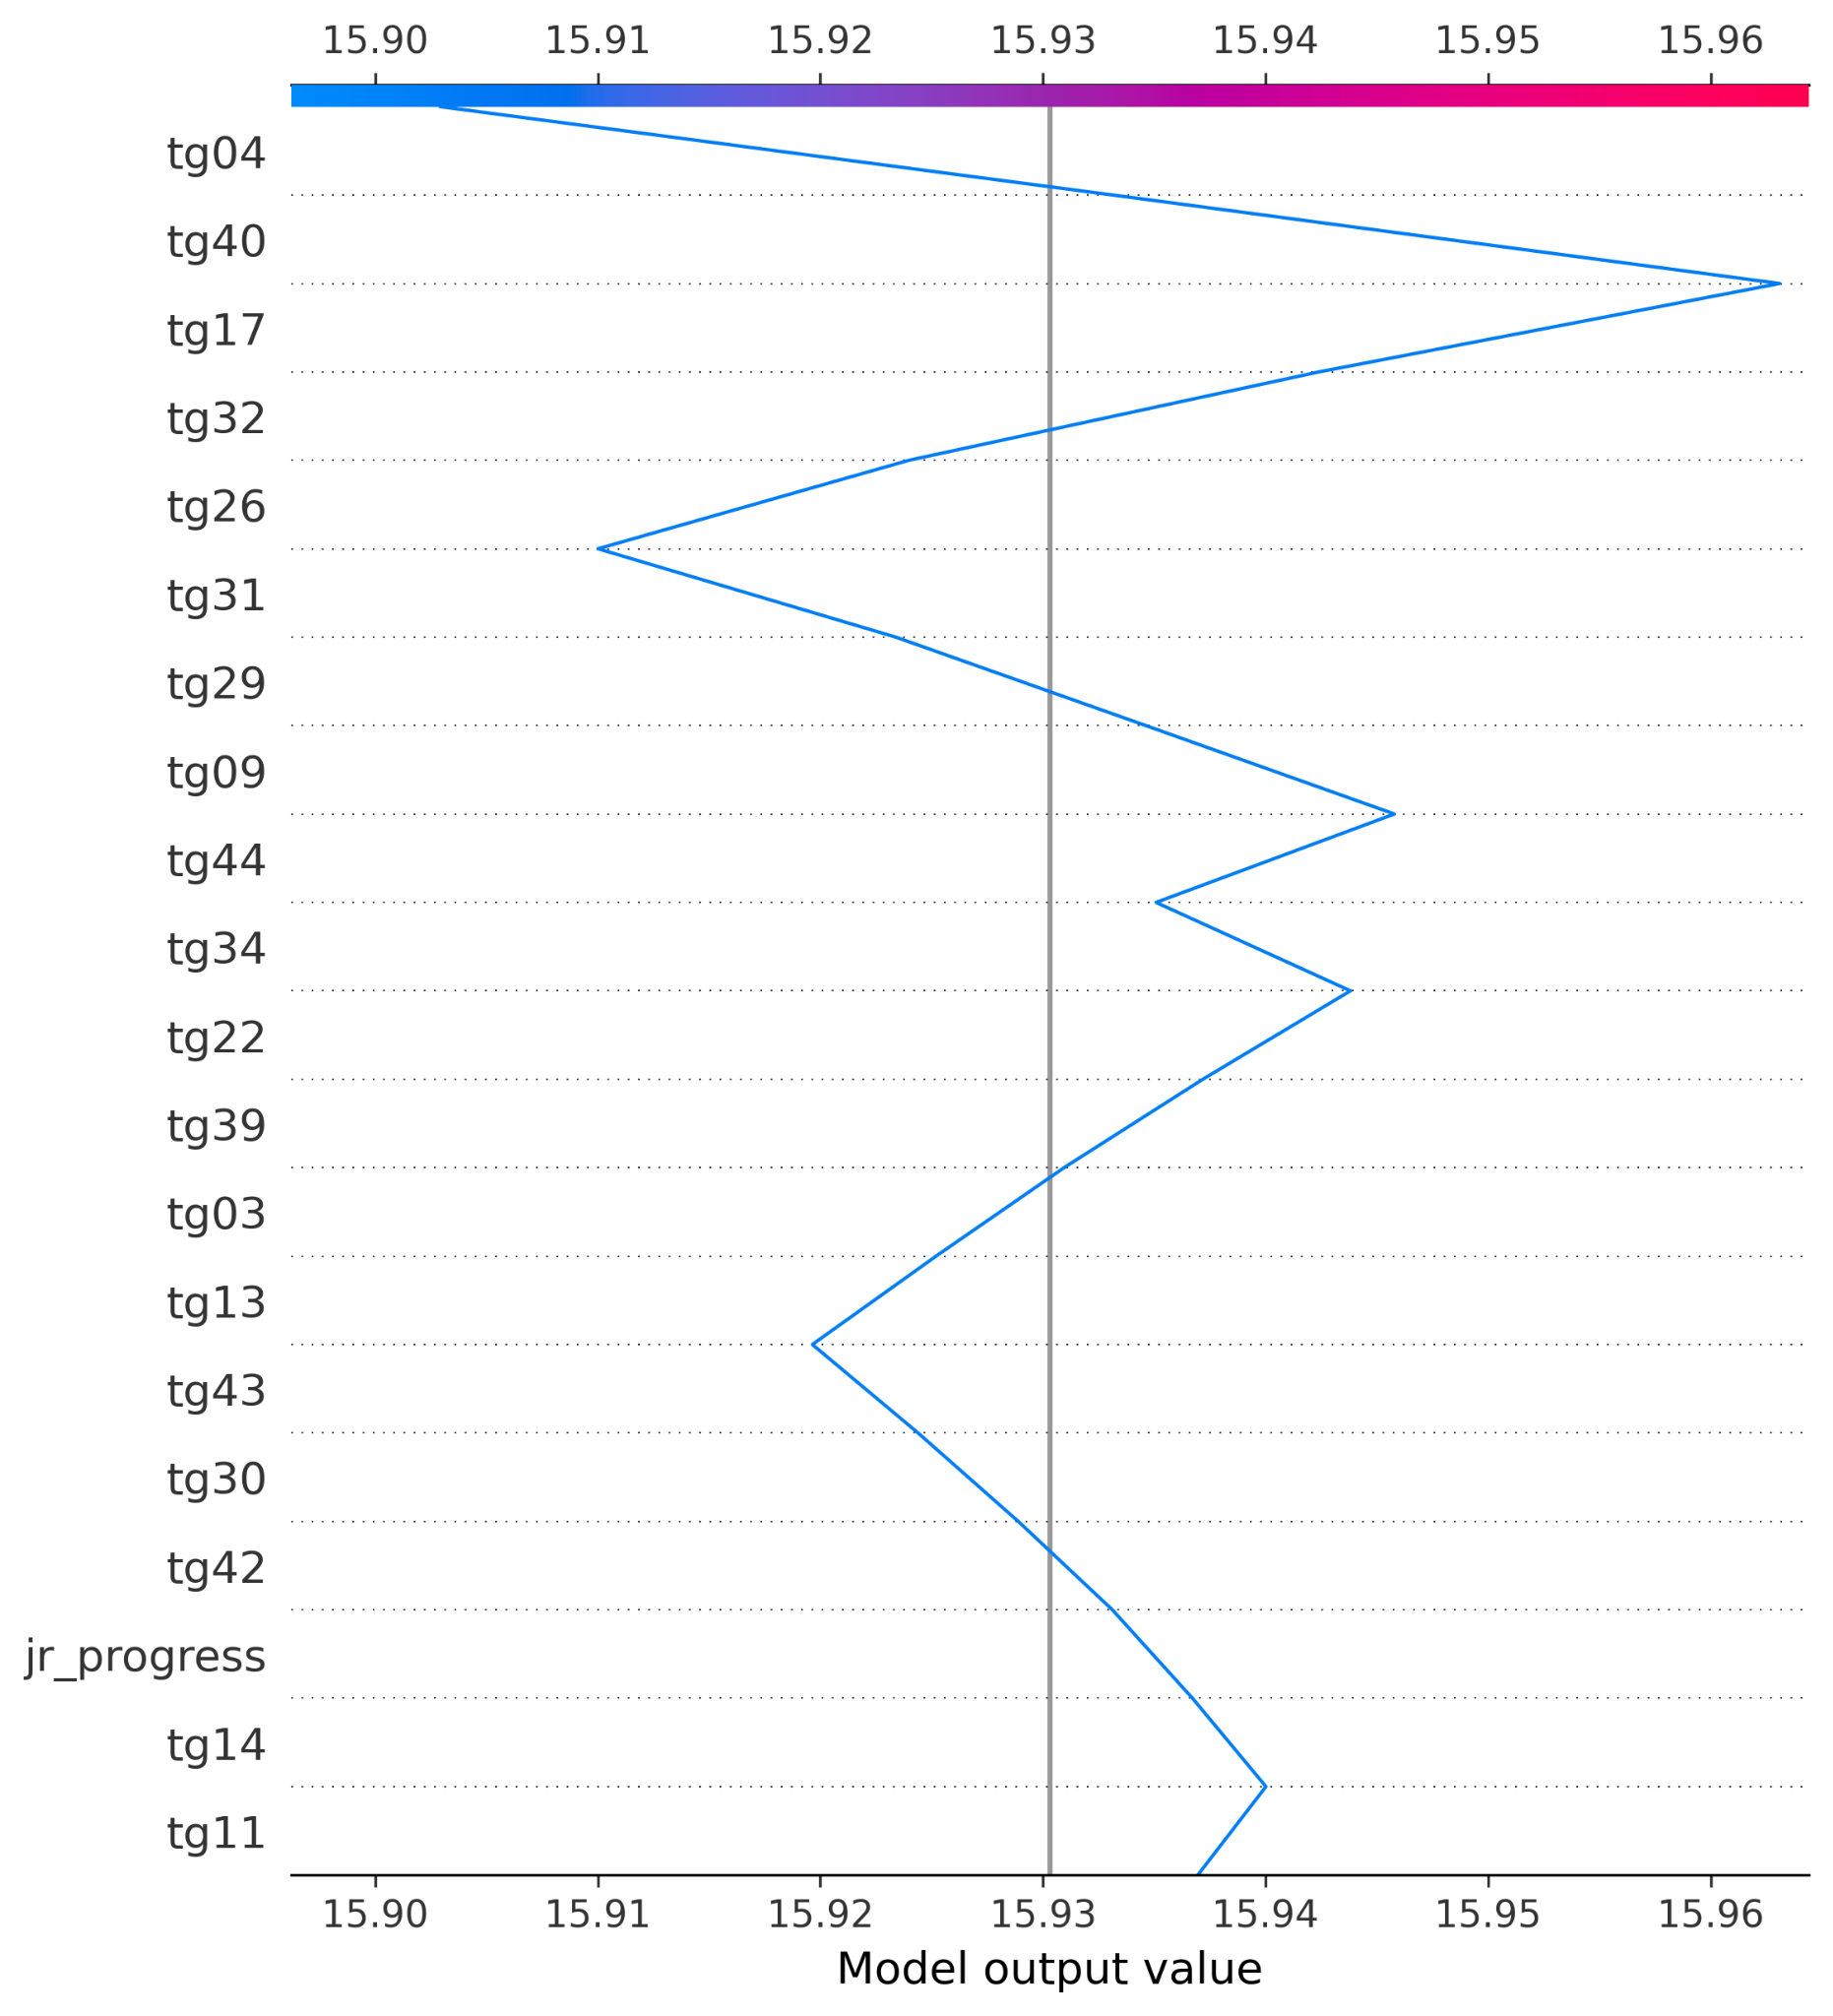 15.90 15.91 15.92 15.93 15.94 15.95 15.96
tg04
tg40
tg17
tg32
tg26
tg31
tg29
tg09
tg44
tg34
tg22
tg39
tg03
tg13
tg43
tg30
tg42
jr_progress
tg14
tg11
15.90 15.91 15.92 15.93 15.94 15.95 15.96
Model output value